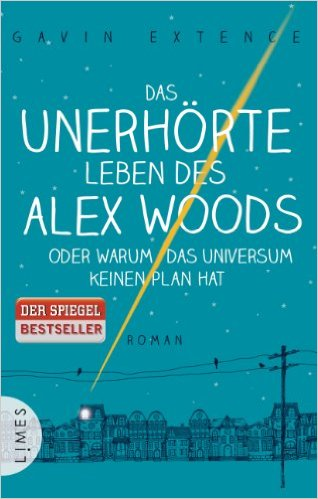 GAVIN EXTENCE
DAS
UNERHÖRTE
LEBEN DES
ALEX WOODS
ODER WARUM DAS UNIVERSUM
KEINEN PLAN HAT
DER SPIEGEL
BESTSELLER
ROMAN
LIMES